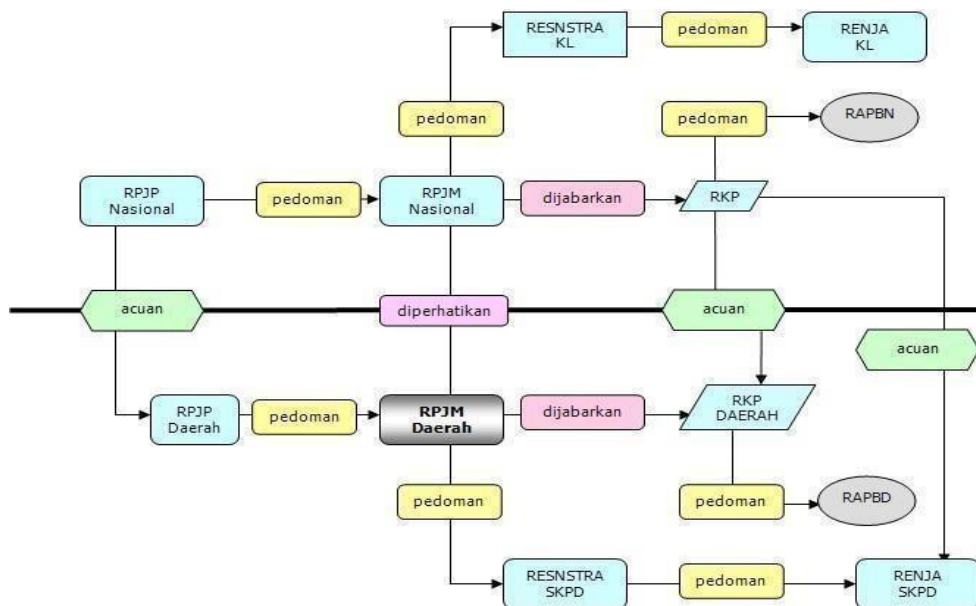 RESNSTRA
KL
pedoman
RENJA
KL
pedoman
pedoman
RAPBN
RPJP
Nasional
pedoman
RPJM
Nasional
dijabarkan
RKP
acuan
diperhatikan
acuan
acuan
RPJP
Daerah
pedoman
RPJM
Daerah
dijabarkan
RKP
DAERAH
pedoman
pedoman
RAPBD
RESNSTRA
SKPD
pedoman
RENJA
SKPD